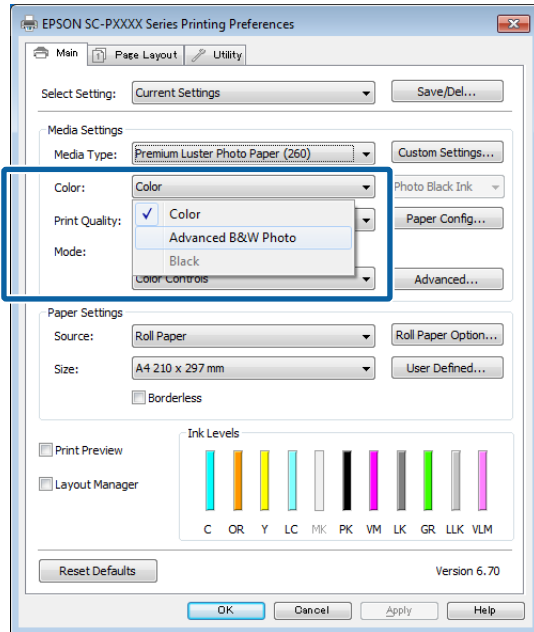 EPSON SC-PXXXX Series Printing Preferences
Main Page Layout Utility
Select Setting: Current Settings Save/Del...
Media Settings
Media Type: Premium Luster Photo Paper (260) Custom Settings...
Color: Color Photo Black Ink
Print Quality: Color Paper Config...
Advanced B&W Photo
Mode:
Black
Color Controls Advanced...
Paper Settings
Source: Roll Paper Roll Paper Option...
Size: A4 210 x 297 mm User Defined...
Borderless
Ink Levels
Print Preview
Layout Manager
C OR Y LC MK PK VM LK GR LLK VLM
Reset Defaults Version 6.70
OK Cancel Apply Help